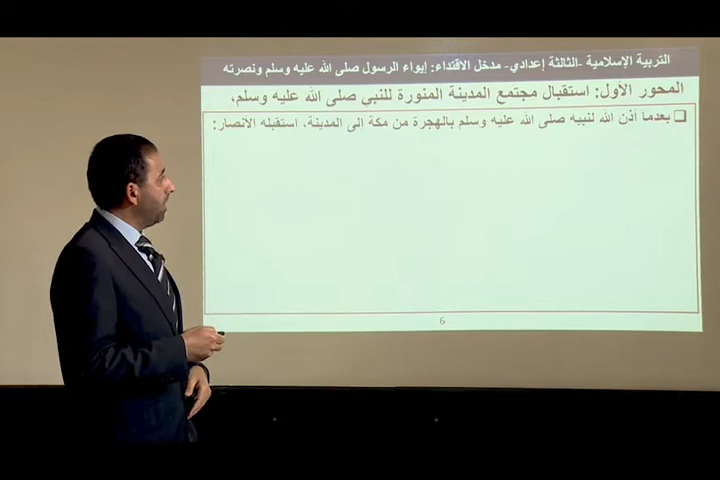 التربية الإسلامية -الثالثة إعدادي- مدخل الاقتداء: إيواء الرسول صلى الله عليه وسلم ونصرته
المحور الأول: استقبال مجتمع المدينة المنورة للنبي صلى الله عليه وسلم،
بعدما أذن الله لنبيه صلى الله عليه وسلم بالهجرة من مكة الى المدينة، استقبله الأنصار:
6